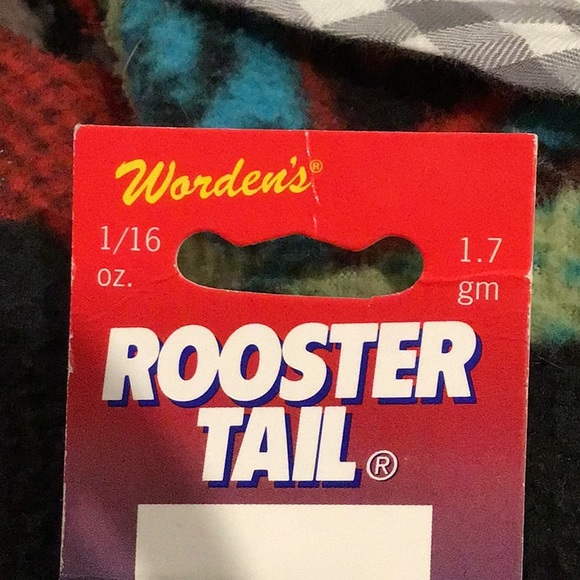 Worden's®
1/16 oz.
1.7 gm
ROOSTER
TAIL®